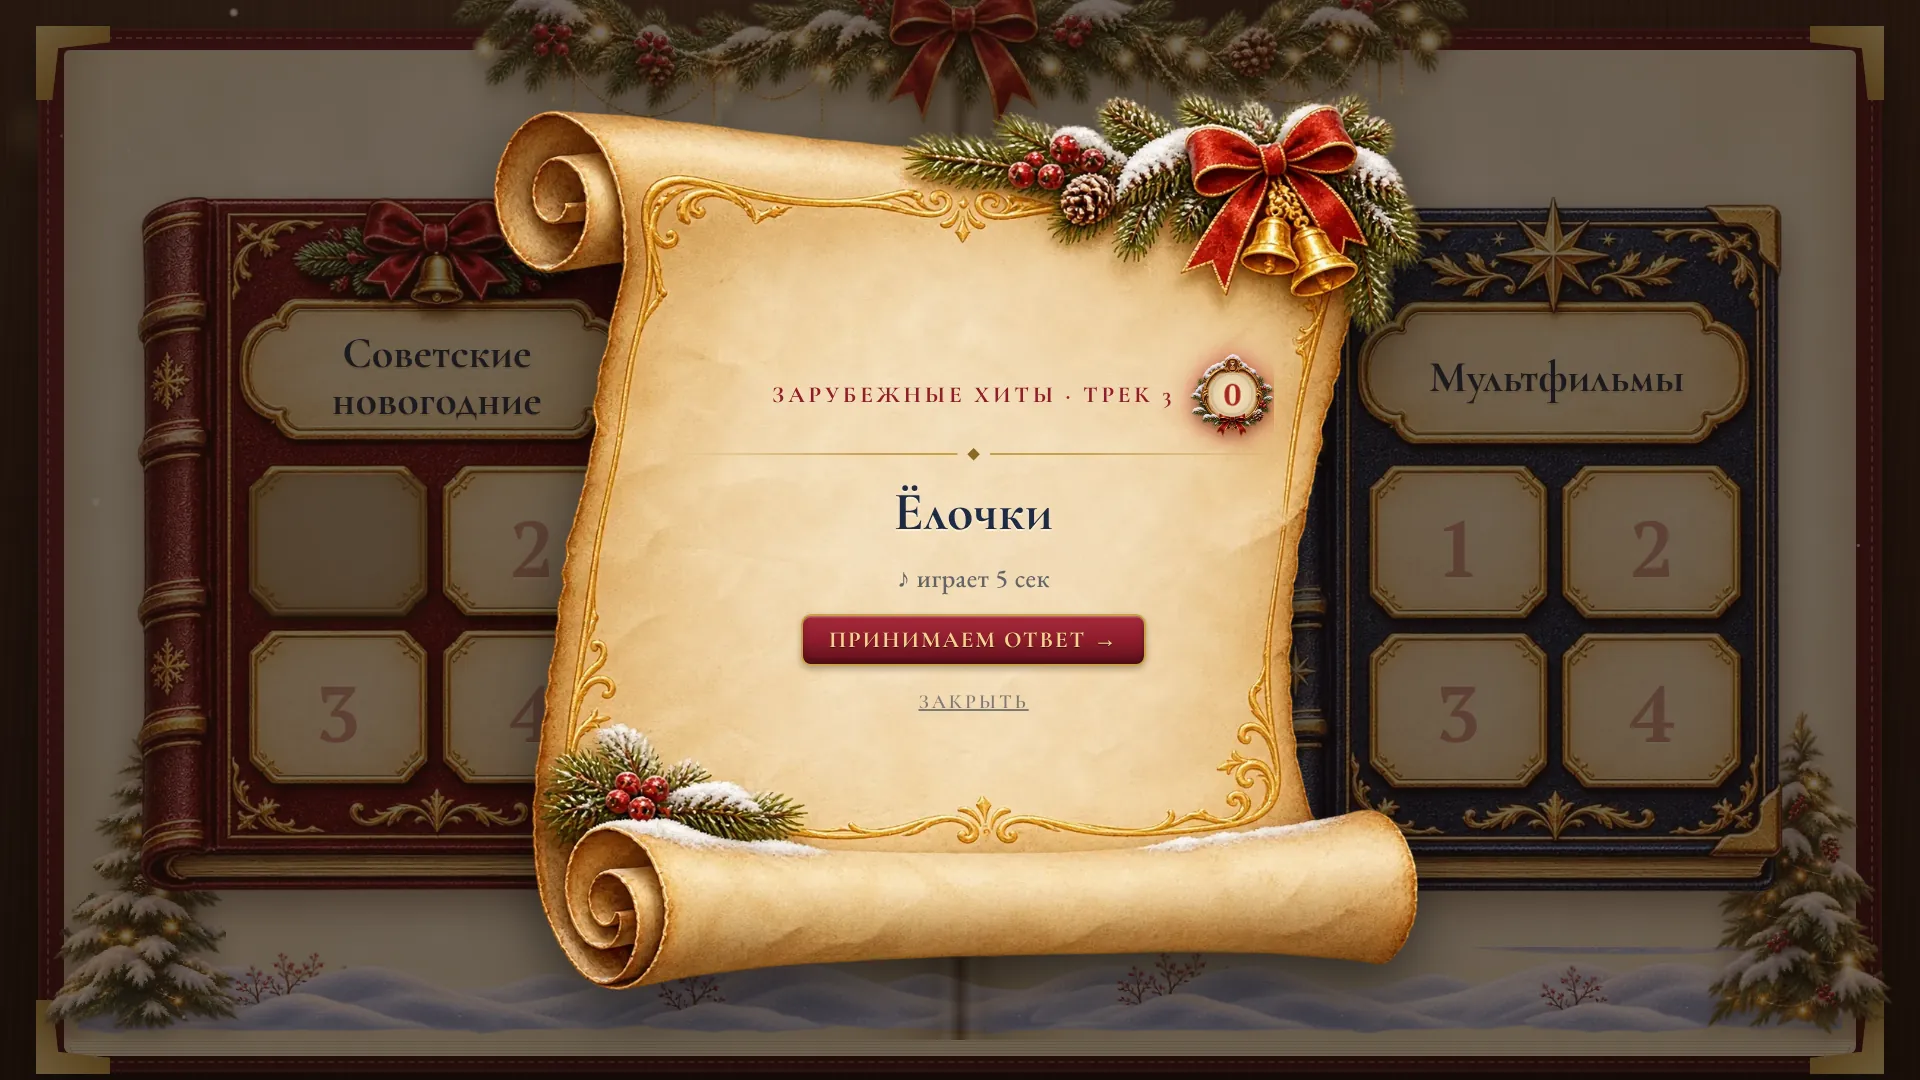 Советские
новогодние
2
3
4
ЗАРУБЕЖНЫЕ ХИТЫ · ТРЕК 3
0
Ёлочки
♪ играет 5 сек
ПРИНИМАЕМ ОТВЕТ →
ЗАКРЫТЬ
Мультфильмы
1 2
3 4